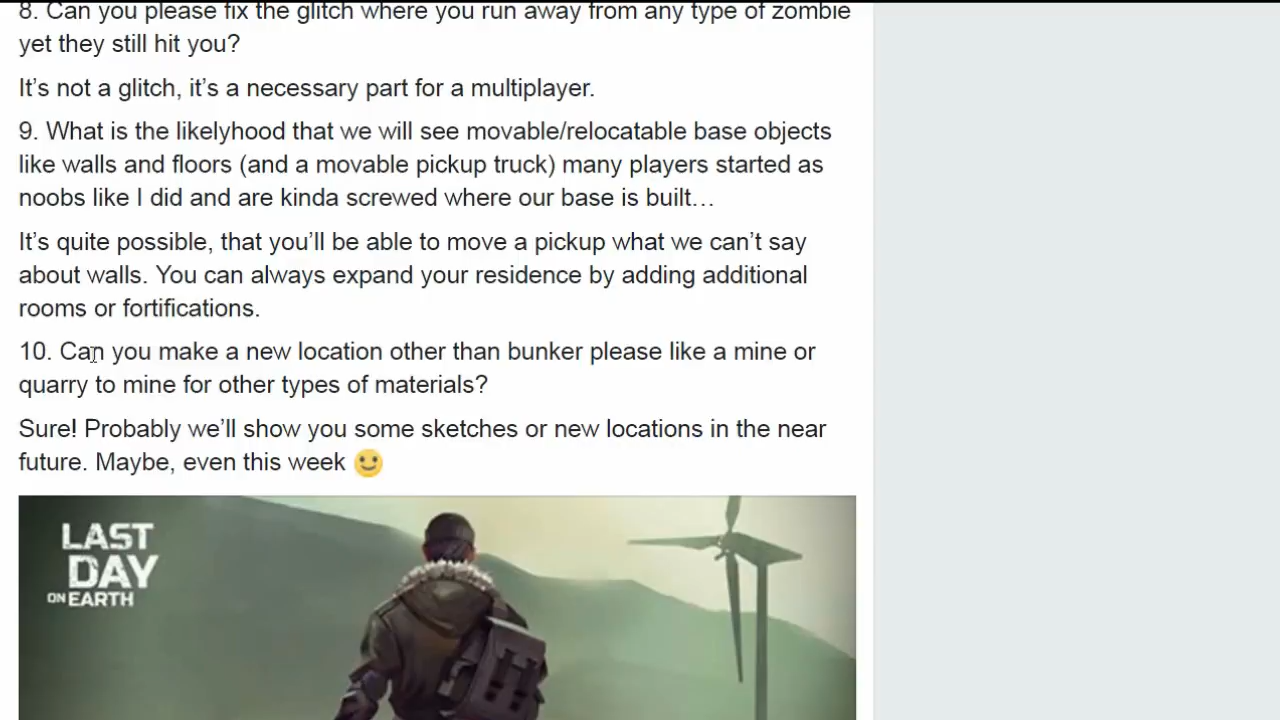 8. Can you please fix the glitch where you run away from any type of zombie
yet they still hit you?
It’s not a glitch, it’s a necessary part for a multiplayer.
9. What is the likelyhood that we will see movable/relocatable base objects
like walls and floors (and a movable pickup truck) many players started as
noobs like I did and are kinda screwed where our base is built…
It’s quite possible, that you’ll be able to move a pickup what we can’t say
about walls. You can always expand your residence by adding additional
rooms or fortifications.
10. Can you make a new location other than bunker please like a mine or
quarry to mine for other types of materials?
Sure! Probably we’ll show you some sketches or new locations in the near
future. Maybe, even this week 🙂
LAST
DAY
ON EARTH